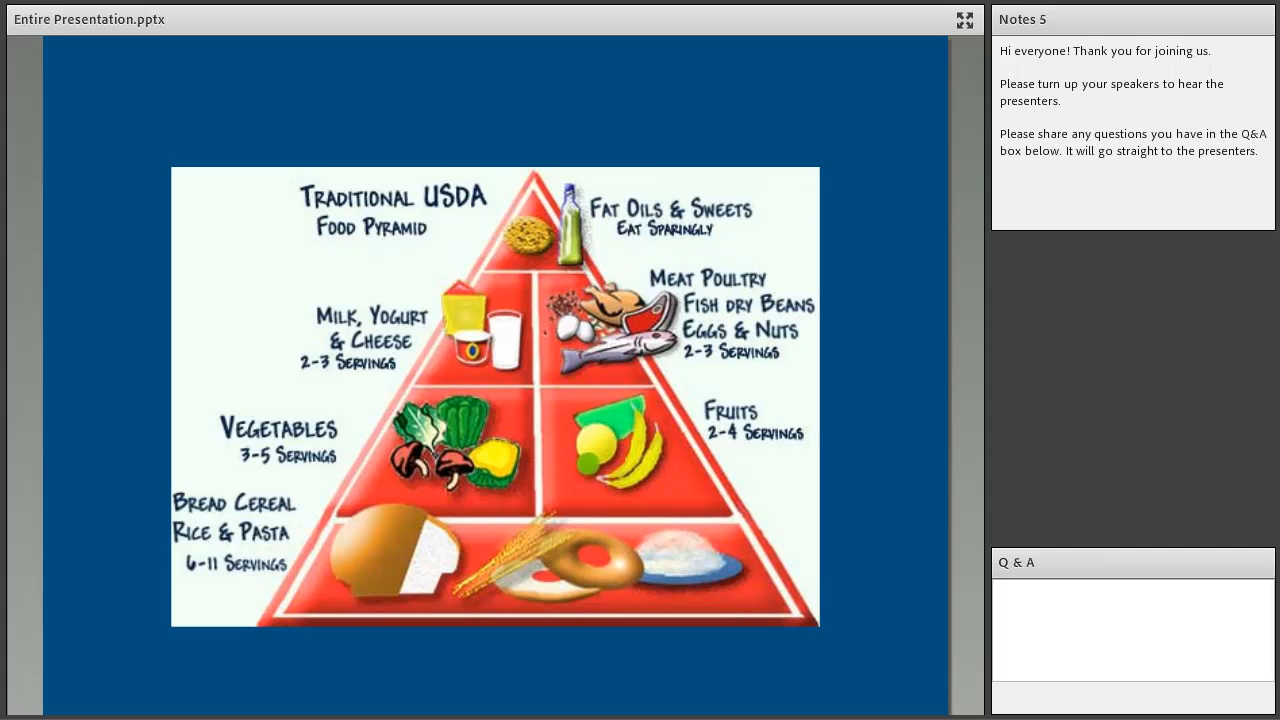 Entire Presentation.pptx
Traditional USDA
Food Pyramid
Fat Oils & Sweets
Eat Sparingly
Milk, Yogurt
& Cheese
2-3 Servings
Meat Poultry
Fish dry Beans
Eggs & Nuts
2-3 Servings
Vegetables
3-5 Servings
Fruits
2-4 Servings
Bread Cereal
Rice & Pasta
6-11 Servings
Notes 5
Hi everyone! Thank you for joining us.
Please turn up your speakers to hear the
presenters.
Please share any questions you have in the Q&A
box below. It will go straight to the presenters.
Q & A